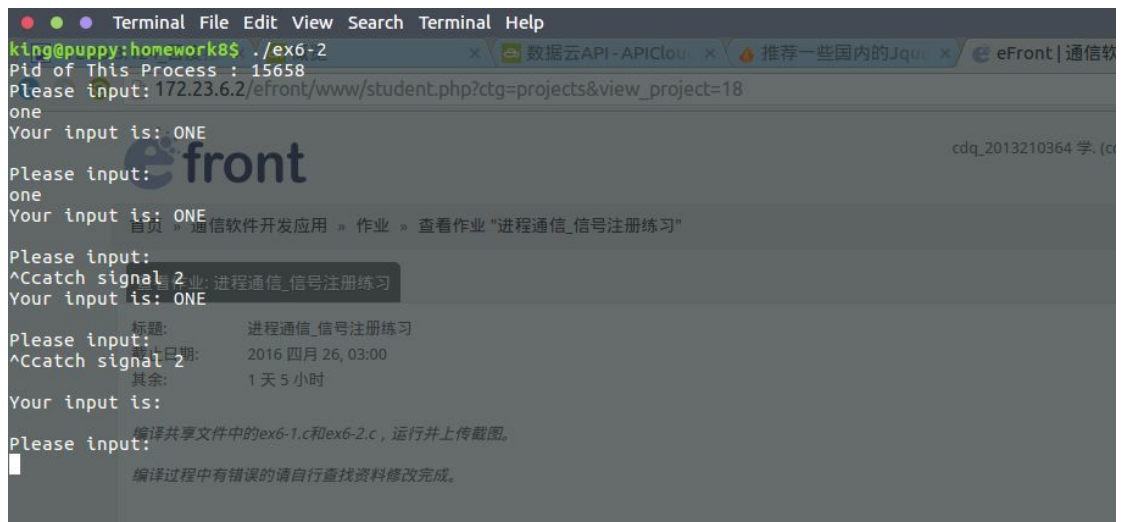 Terminal File Edit View Search Terminal Help
king@puppy:homework8$ ./ex6-2
数据云API - APIClou
推荐一些国内的Jqu
eFront | 通信软
Pid of This Process : 15658
Please input:
172.23.6.2/efront/www/student.php?ctg=projects&view_project=18
one
Your input is: ONE
efront
cdq_2013210364 学. (c
Please input:
one
Your input is: ONE
首页 » 通信软件开发应用 » 作业 » 查看作业 "进程通信_信号注册练习"
Please input:
^Ccatch signal 2
查看作业: 进程通信_信号注册练习
Your input is: ONE
标题: 进程通信_信号注册练习
Please input:
截止日期: 2016 四月 26, 03:00
^Ccatch signal 2
其余: 1 天 5 小时
Your input is:
编译共享文件中的ex6-1.c和ex6-2.c，运行并上传截图。
Please input:
编译过程中有错误的请自行查找资料修改完成。